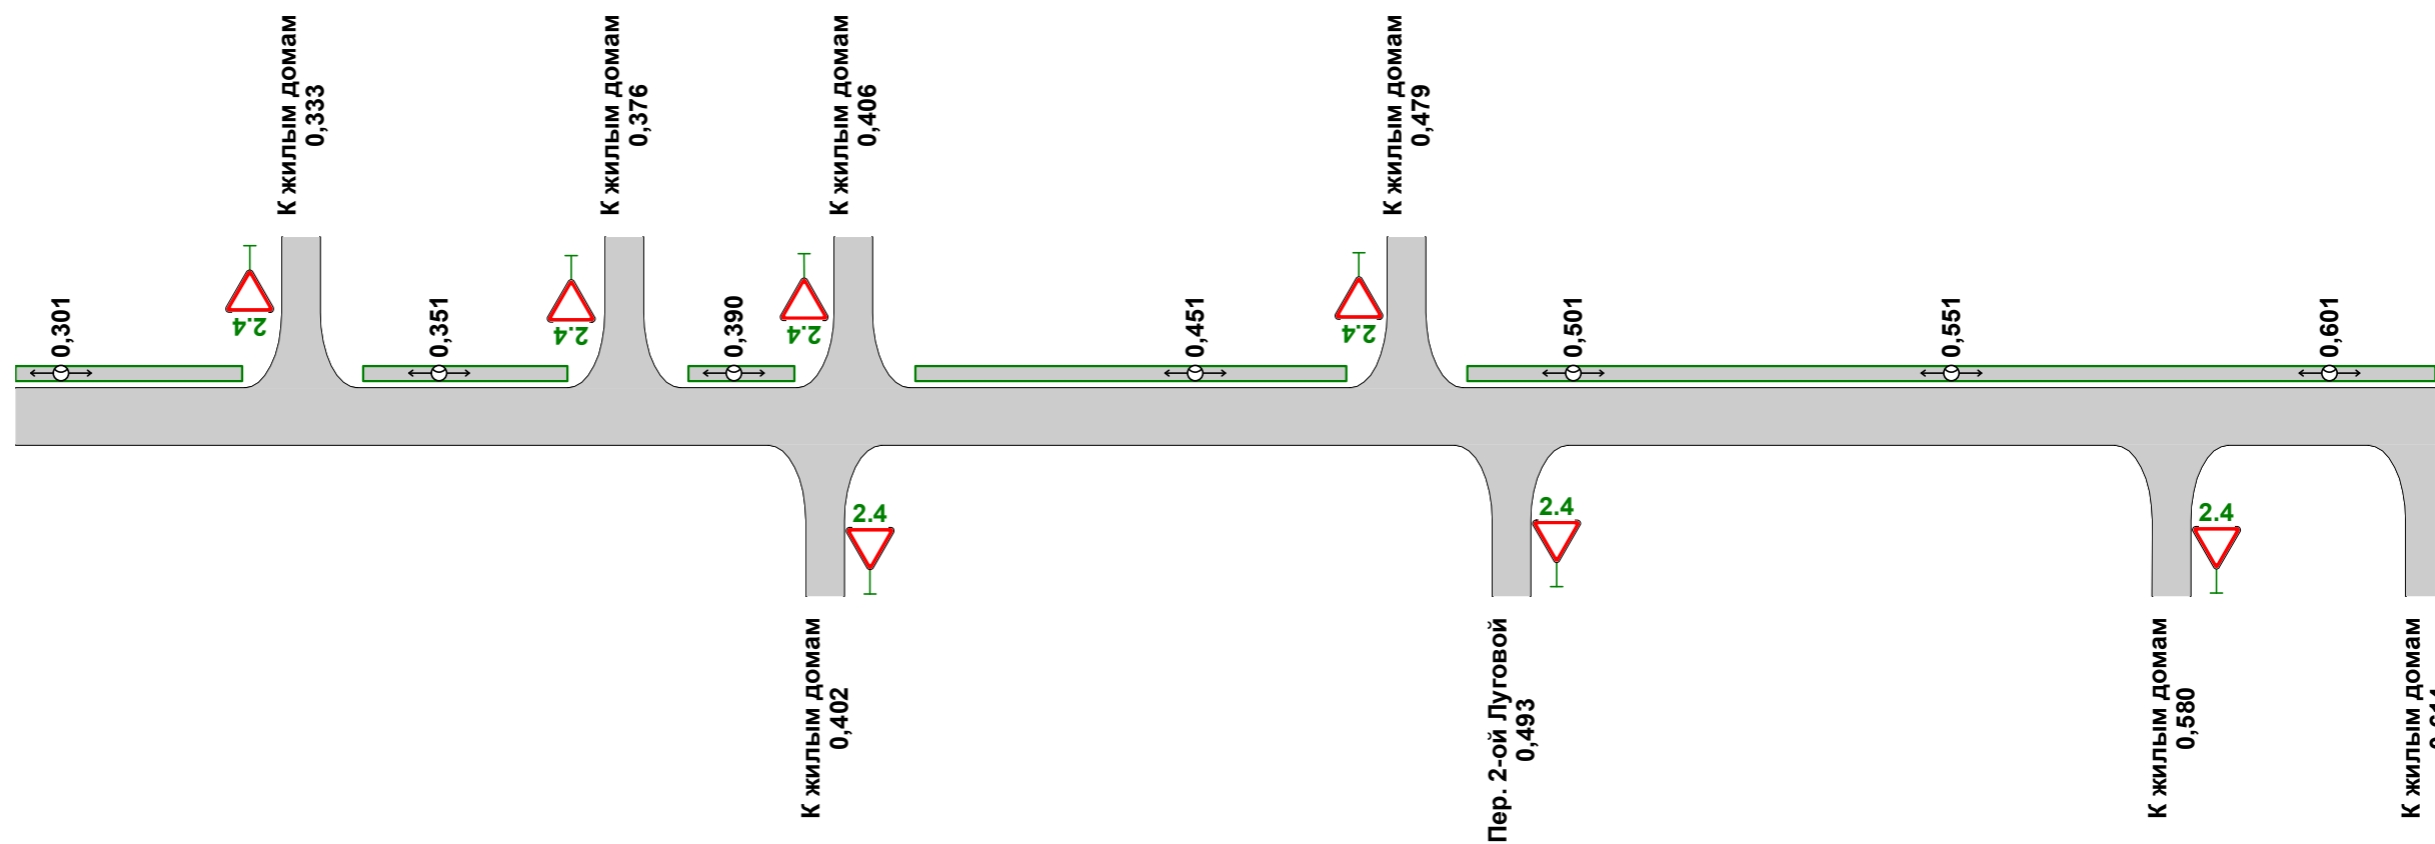 К жилым домам
0,333
К жилым домам
0,376
К жилым домам
0,406
К жилым домам
0,479
0,301
2.4
0,351
2.4
0,390
2.4
0,451
2.4
0,501
0,551
0,601
2.4
2.4
2.4
К жилым домам
0,402
Пер. 2-ой Луговой
0,493
К жилым домам
0,580
К жилым домам